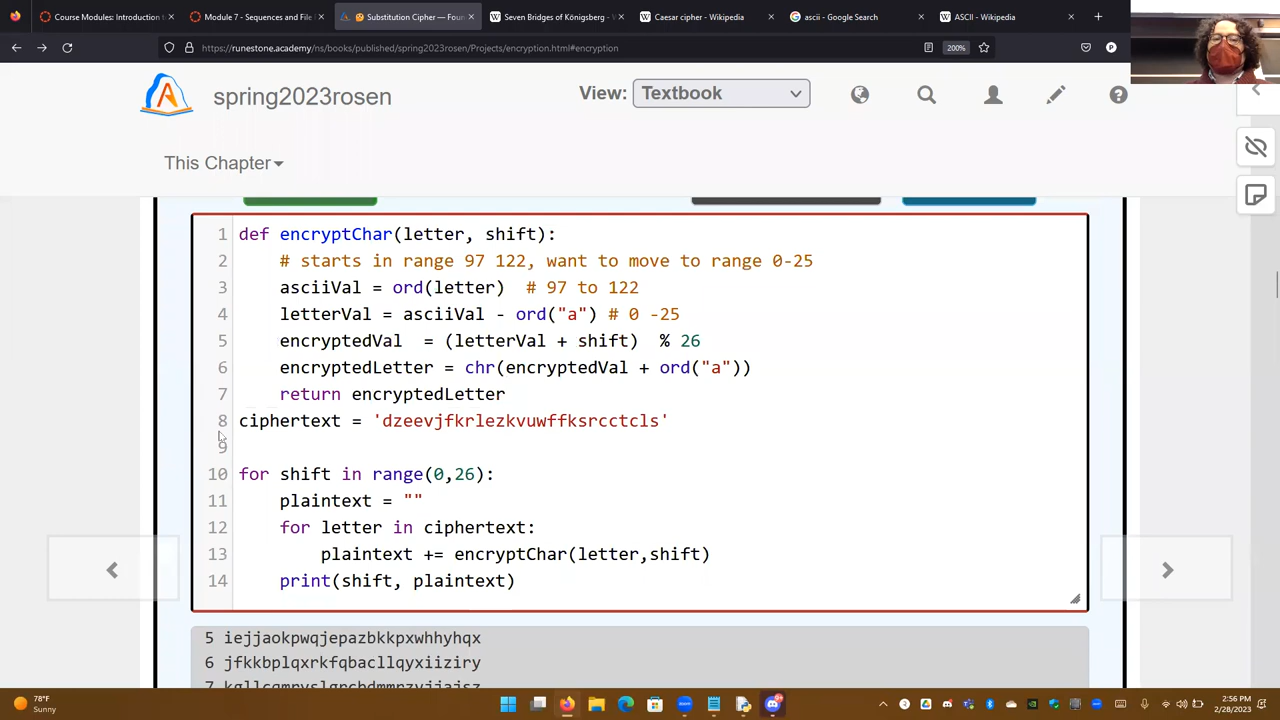 Course Modules: Introduction to
Module 7 - Sequences and File
Substitution Cipher — Foun
Seven Bridges of Königsberg - W
Caesar cipher - Wikipedia
ascii - Google Search
ASCII - Wikipedia
https://runestone.academy/ns/books/published/spring2023rosen/Projects/encryption.html#encryption
200%
spring2023rosen
View: Textbook
This Chapter
1 def encryptChar(letter, shift):
2 # starts in range 97 122, want to move to range 0-25
3 asciiVal = ord(letter) # 97 to 122
4 letterVal = asciiVal - ord("a") # 0 -25
5 encryptedVal = (letterVal + shift) % 26
6 encryptedLetter = chr(encryptedVal + ord("a"))
7 return encryptedLetter
8 ciphertext = 'dzeevjfkrlezkvuwffksrcctcls'
9
10 for shift in range(0,26):
11 plaintext = ""
12 for letter in ciphertext:
13 plaintext += encryptChar(letter,shift)
14 print(shift, plaintext)
5 iejjaokpwqjepazbkkpxwhhyhqx
6 jfkkbplqxrkfqbacllqyxiiziry
7 kgllcqmryslgrcbdmmrzyjjajsz
78°F
Sunny
2:56 PM
2/28/2023